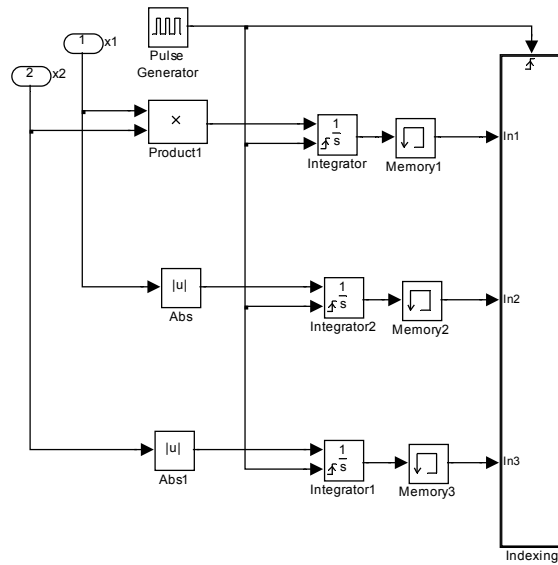 1
x1
Pulse
Generator
2
x2
×
Product1
1
s
Integrator
Memory1
In1
|u|
Abs
1
s
Integrator2
Memory2
In2
|u|
Abs1
1
s
Integrator1
Memory3
In3
Indexing